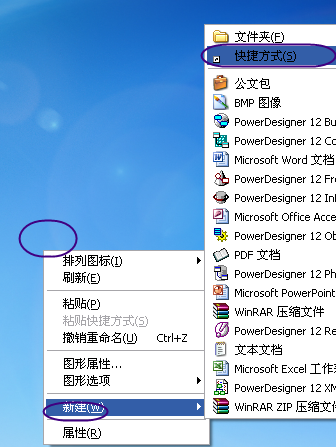 文件夹(F)
快捷方式(S)
公文包
BMP 图像
PowerDesigner 12 Bu
PowerDesigner 12 Co
Microsoft Word 文档
PowerDesigner 12 Fr
PowerDesigner 12 In
Microsoft Office Acce
PowerDesigner 12 Ob
PDF 文档
PowerDesigner 12 Ph
Microsoft PowerPoint
WinRAR 压缩文件
PowerDesigner 12 Re
文本文档
Microsoft Excel 工作
PowerDesigner 12 XM
WinRAR ZIP 压缩文
排列图标(I)
刷新(E)
粘贴(P)
粘贴快捷方式(S)
撤销重命名(U) Ctrl+Z
图形属性...
图形选项
新建(W)
属性(R)